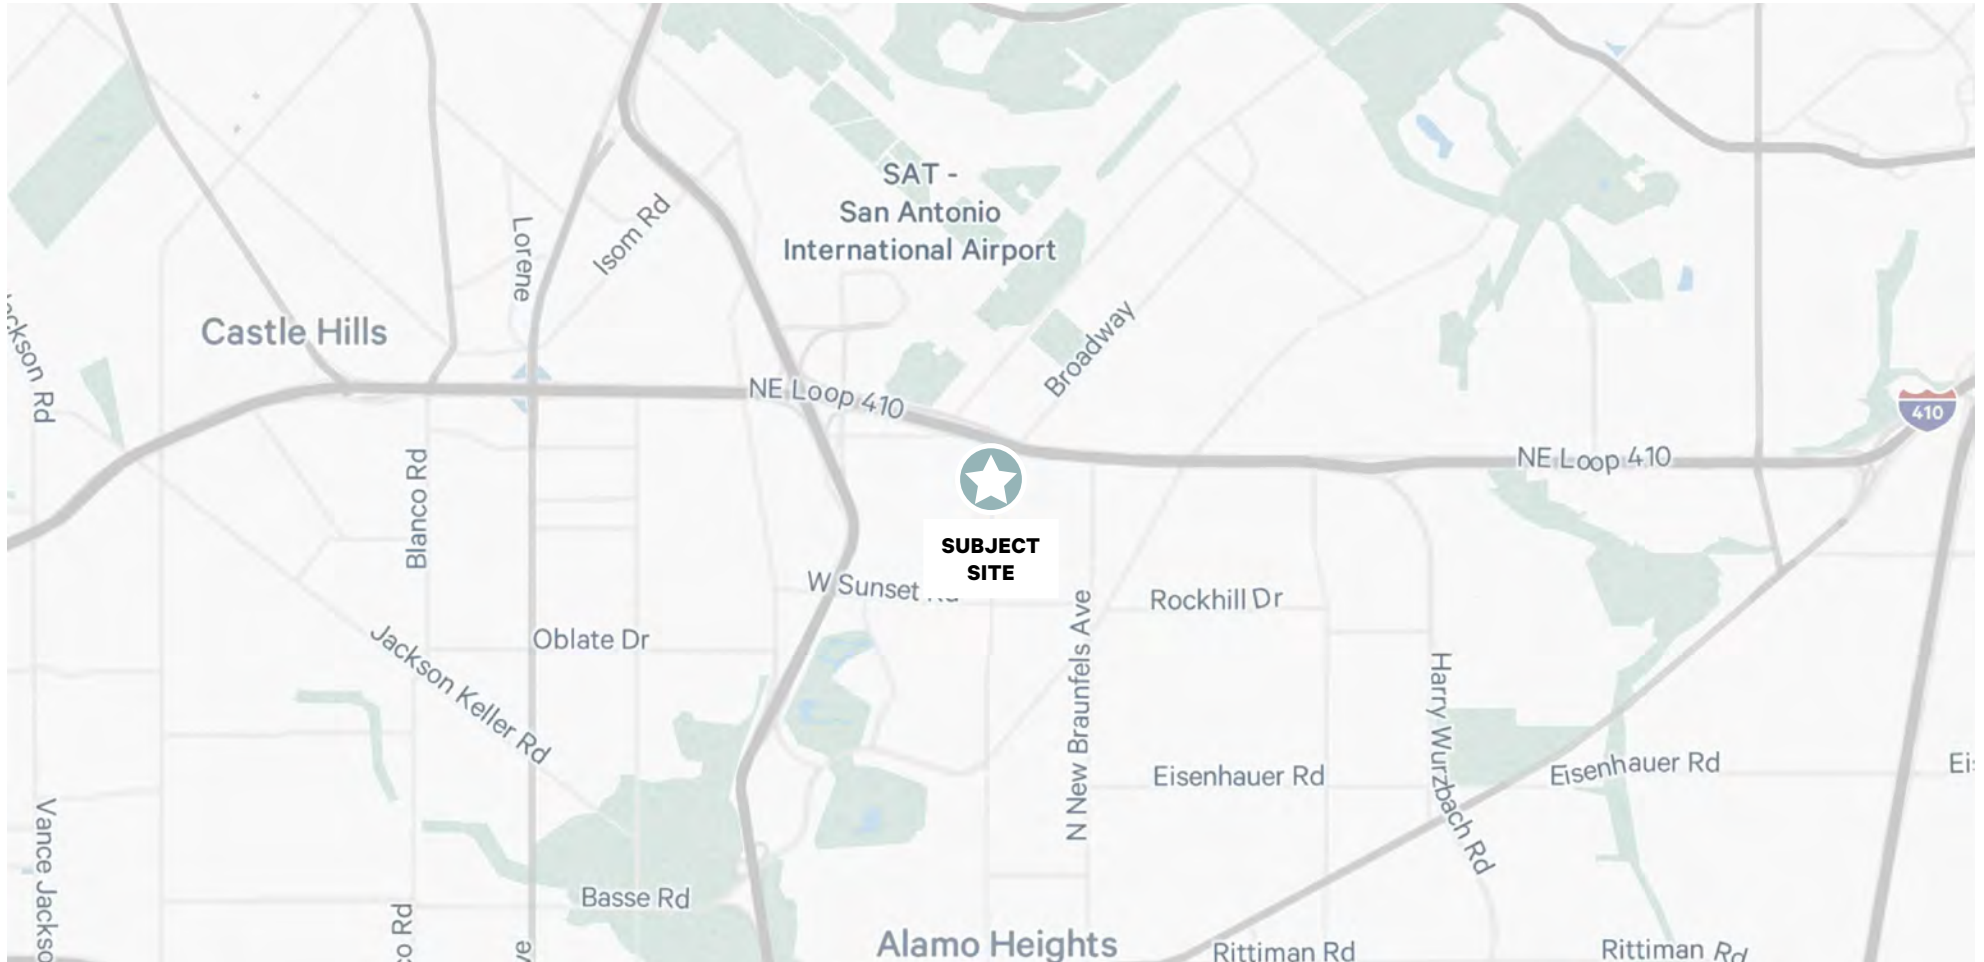 SAT -
San Antonio
International Airport
Lorene
Isom Rd
Castle Hills
Broadway
NE Loop 410
410
NE Loop 410
Blanco Rd
SUBJECT
SITE
W Sunset
Rockhill Dr
Oblate Dr
N New Braunfels Ave
Jackson Keller Rd
Harry Wurzbach Rd
Eisenhauer Rd
Eisenhauer Rd
Vance Jackso
Basse Rd
Alamo Heights
Rittiman Rd
Rittiman Rd